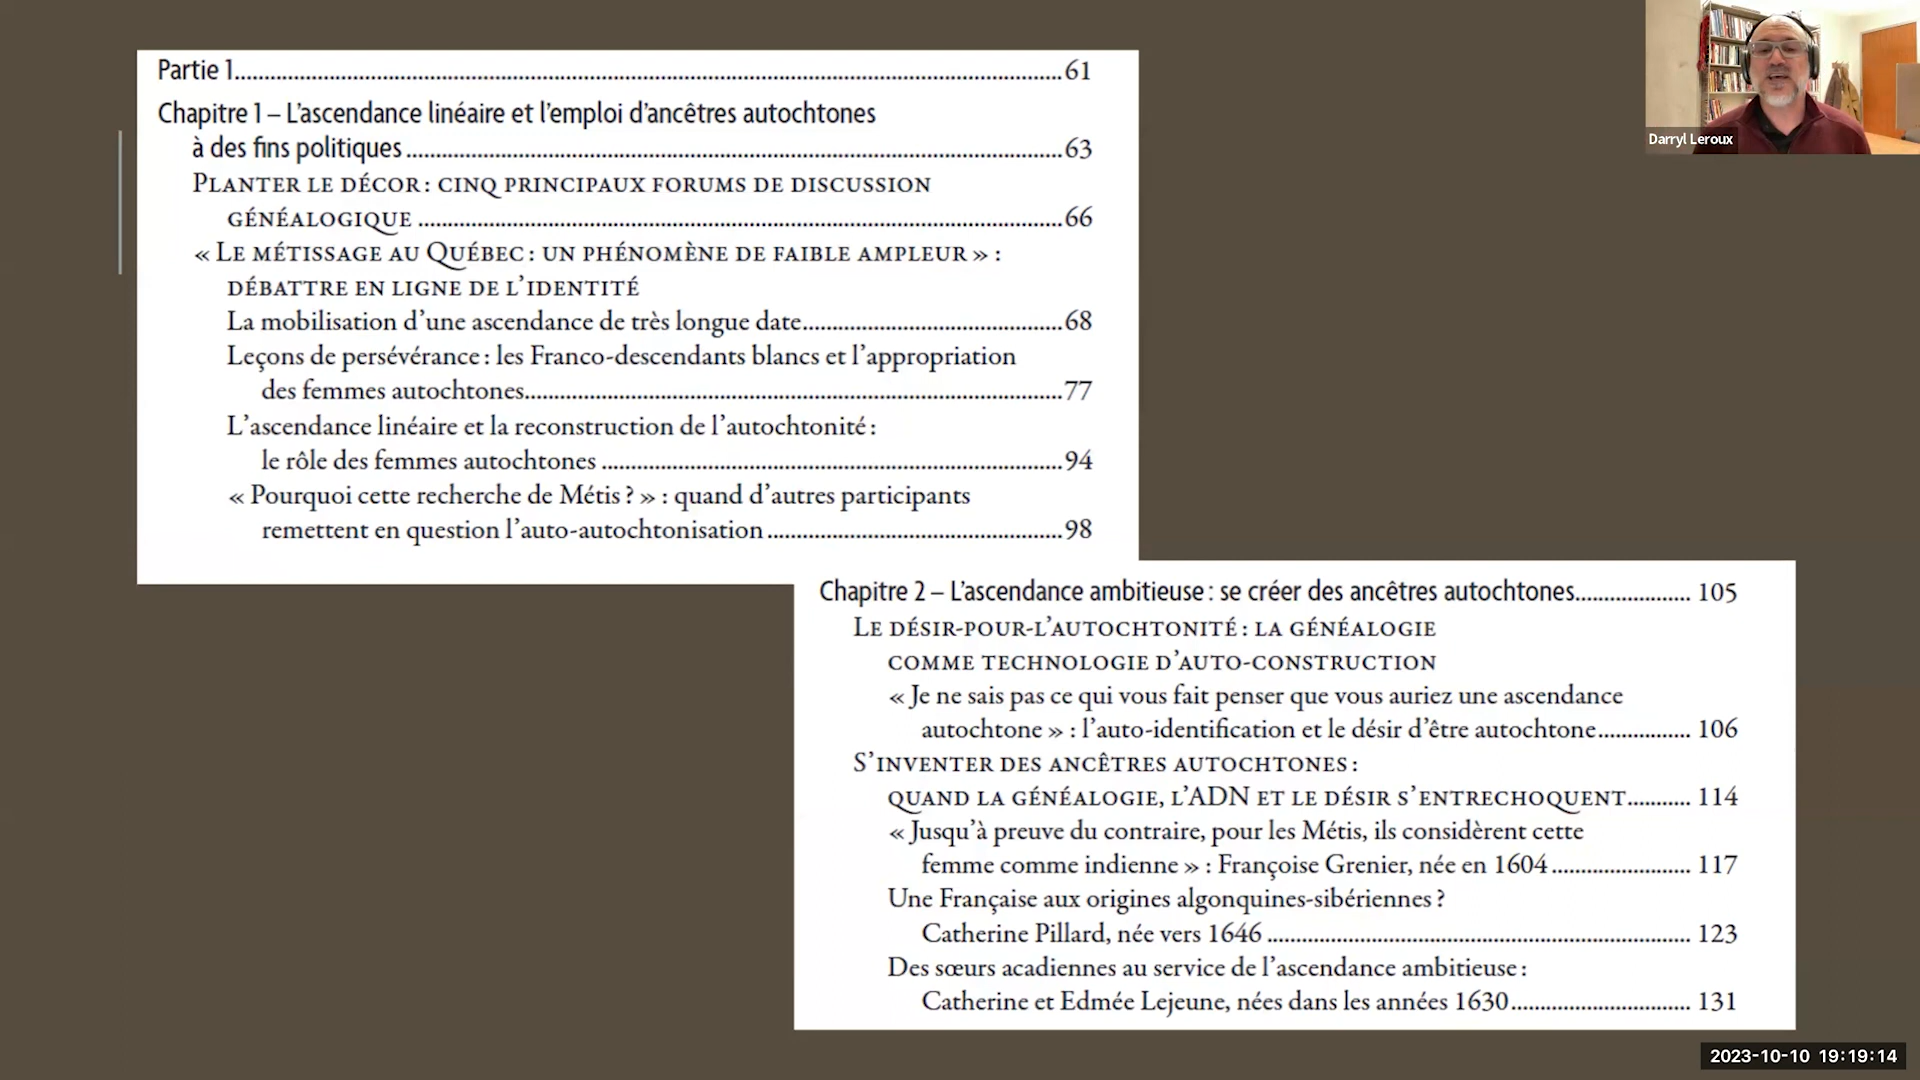 Partie 1 61
Chapitre 1 – L’ascendance linéaire et l’emploi d’ancêtres autochtones
à des fins politiques 63
Planter le décor : cinq principaux forums de discussion
généalogique 66
« Le métissage au Québec : un phénomène de faible ampleur » :
débattre en ligne de l’identité
La mobilisation d’une ascendance de très longue date 68
Leçons de persévérance : les Franco-descendants blancs et l’appropriation
des femmes autochtones 77
L’ascendance linéaire et la reconstruction de l’autochtonité :
le rôle des femmes autochtones 94
« Pourquoi cette recherche de Métis ? » : quand d’autres participants
remettent en question l’auto-autochtonisation 98
Chapitre 2 – L’ascendance ambitieuse : se créer des ancêtres autochtones 105
Le désir-pour-l’autochtonité : la généalogie
comme technologie d’auto-construction
« Je ne sais pas ce qui vous fait penser que vous auriez une ascendance
autochtone » : l’auto-identification et le désir d’être autochtone 106
S’inventer des ancêtres autochtones :
quand la généalogie, l’ADN et le désir s’entrechoquent 114
« Jusqu’à preuve du contraire, pour les Métis, ils considèrent cette
femme comme indienne » : Françoise Grenier, née en 1604 117
Une Française aux origines algonquines-sibériennes ?
Catherine Pillard, née vers 1646 123
Des sœurs acadiennes au service de l’ascendance ambitieuse :
Catherine et Edmée Lejeune, nées dans les années 1630 131
Darryl Leroux
2023-10-10 19:19:14